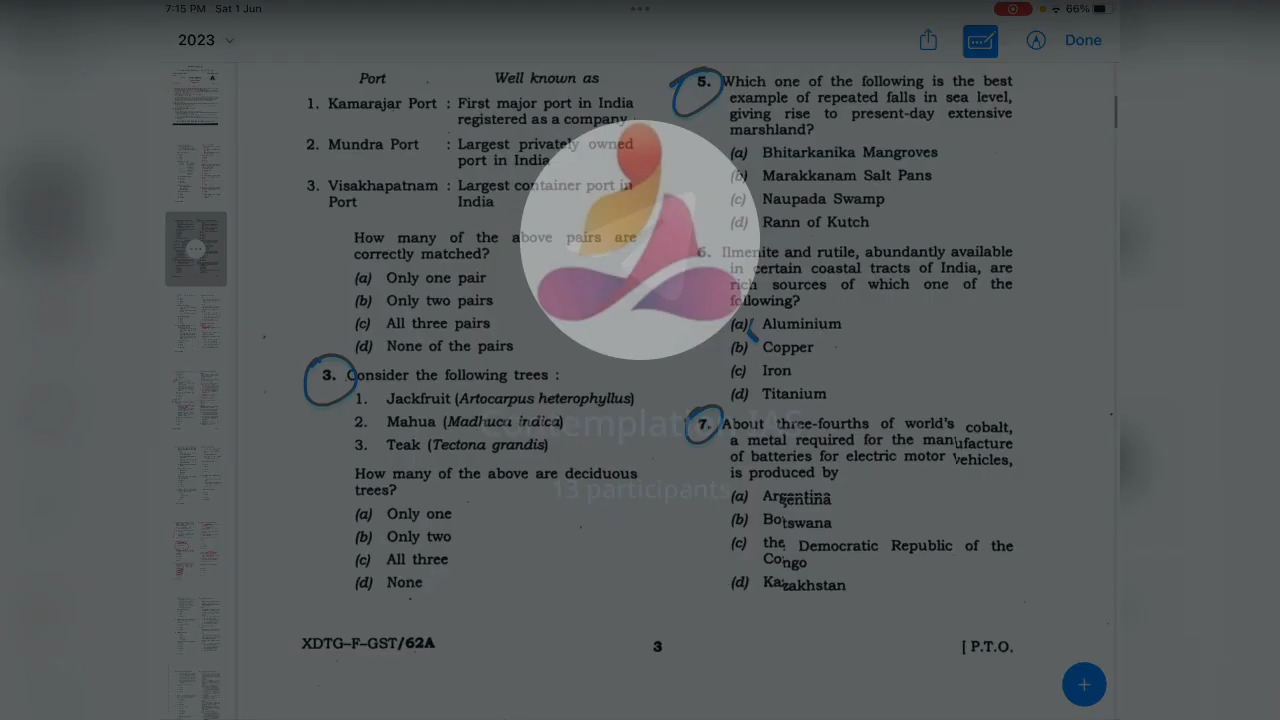 7:15 PM Sat 1 Jun
66%
2023
Done
Port Well known as
1. Kamarajar Port : First major port in India
registered as a company
2. Mundra Port : Largest privately owned
port in India
3. Visakhapatnam : Largest container port in
Port India
How many of the above pairs are
correctly matched?
(a) Only one pair
(b) Only two pairs
(c) All three pairs
(d) None of the pairs
3. Consider the following trees :
1. Jackfruit (Artocarpus heterophyllus)
2. Mahua (Madhuca indica)
3. Teak (Tectona grandis)
How many of the above are deciduous
trees?
(a) Only one
(b) Only two
(c) All three
(d) None
5. Which one of the following is the best
example of repeated falls in sea level,
giving rise to present-day extensive
marshland?
(a) Bhitarkanika Mangroves
(b) Marakkanam Salt Pans
(c) Naupada Swamp
(d) Rann of Kutch
6. Ilmenite and rutile, abundantly available
in certain coastal tracts of India, are
rich sources of which one of the
following?
(a) Aluminium
(b) Copper
(c) Iron
(d) Titanium
7. About three-fourths of world's cobalt,
a metal required for the manufacture
of batteries for electric motor vehicles,
is produced by
(a) Argentina
(b) Botswana
(c) the Democratic Republic of the
Congo
(d) Kazakhstan
Contemplation IAS
13 participants
XDTG–F–GST/62A 3 [ P.T.O.